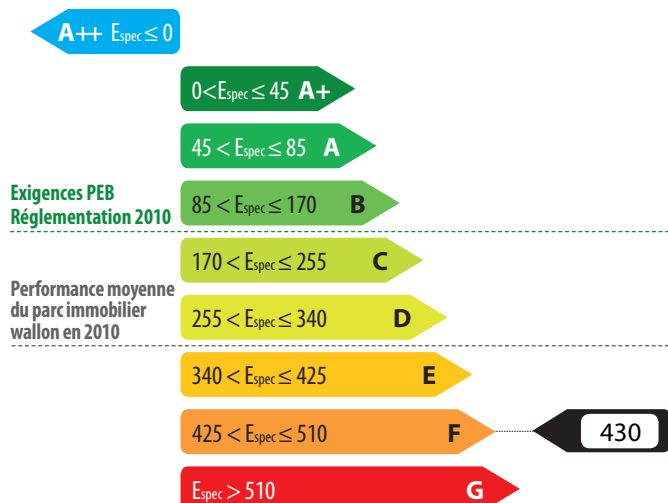 A++ Espec ≤ 0
0<Espec ≤ 45 A+
45 < Espec ≤ 85 A
Exigences PEB
Réglementation 2010
85 < Espec ≤ 170 B
170 < Espec ≤ 255 C
Performance moyenne
du parc immobilier
wallon en 2010
255 < Espec ≤ 340 D
340 < Espec ≤ 425 E
425 < Espec ≤ 510 F
430
Espec > 510 G